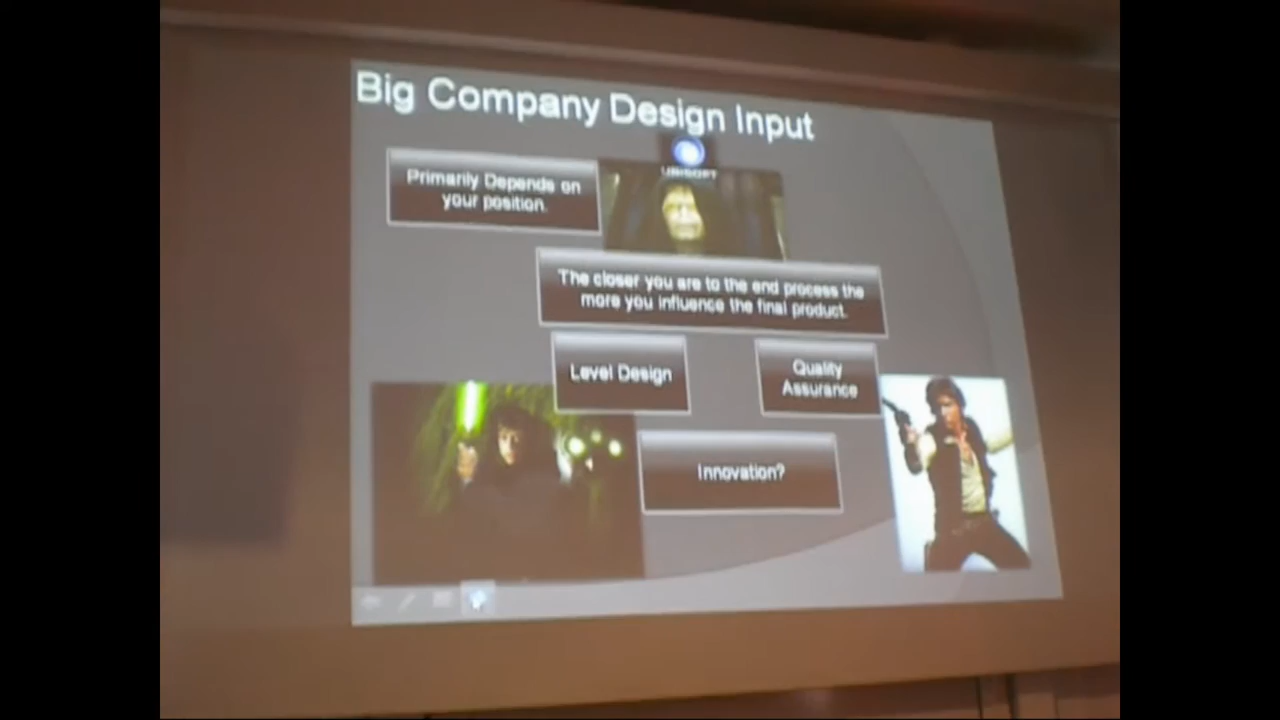 Big Company Design Input
UBISOFT
Primarily Depends on
your position.
The closer you are to the end process the
more you influence the final product.
Level Design
Quality
Assurance
Innovation?